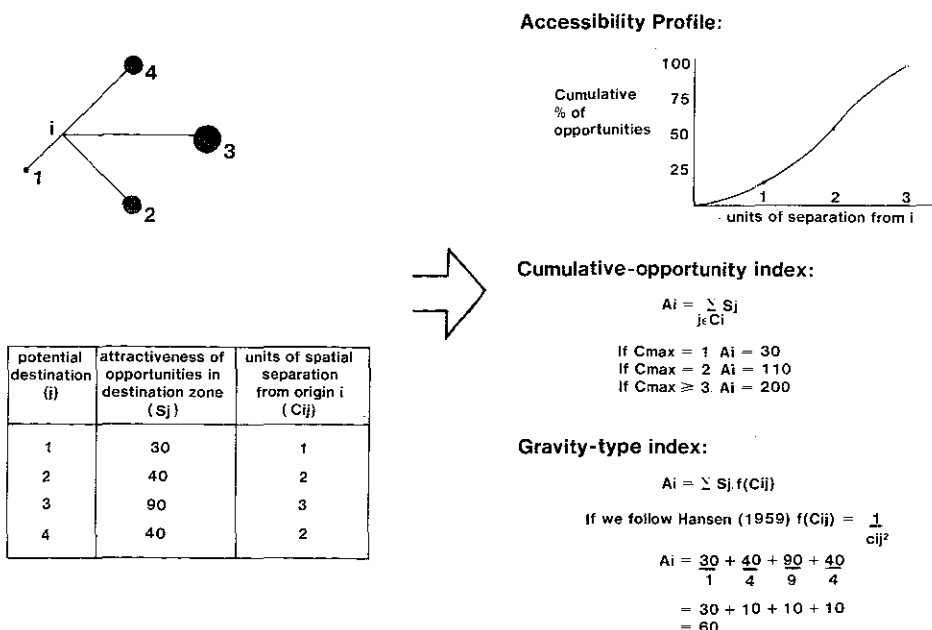 4
i
3
1
2
potential destination (j) | attractiveness of opportunities in destination zone (Sj) | units of spatial separation from origin i (Cij)
1 30 1
2 40 2
3 90 3
4 40 2
Accessibility Profile:
Cumulative
% of
opportunities
100
75
50
25
1 2 3
units of separation from i
Cumulative-opportunity index:
Ai = Σ Sj
jεCi
If Cmax = 1 Ai = 30
If Cmax = 2 Ai = 110
If Cmax ≥ 3 Ai = 200
Gravity-type index:
Ai = Σ Sj.f(Cij)
If we follow Hansen (1959) f(Cij) = 1
cij²
Ai = 30 + 40 + 90 + 40
1 4 9 4
= 30 + 10 + 10 + 10
= 60